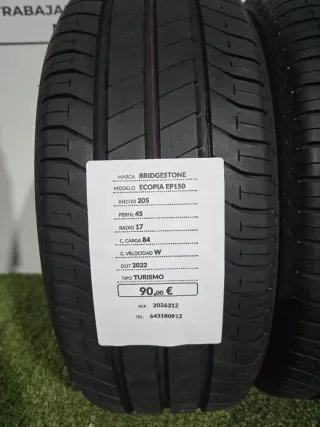 TRABAJA
MARCA BRIDGESTONE
MODELO ECOPIA EP150
ANCHO 205
PERFIL 45
RADIO 17
C. CARGA 84
C. VELOCIDAD W
DOT 2022
TIPO TURISMO
90,00 €
REF: 2026312
TEL: 643180912